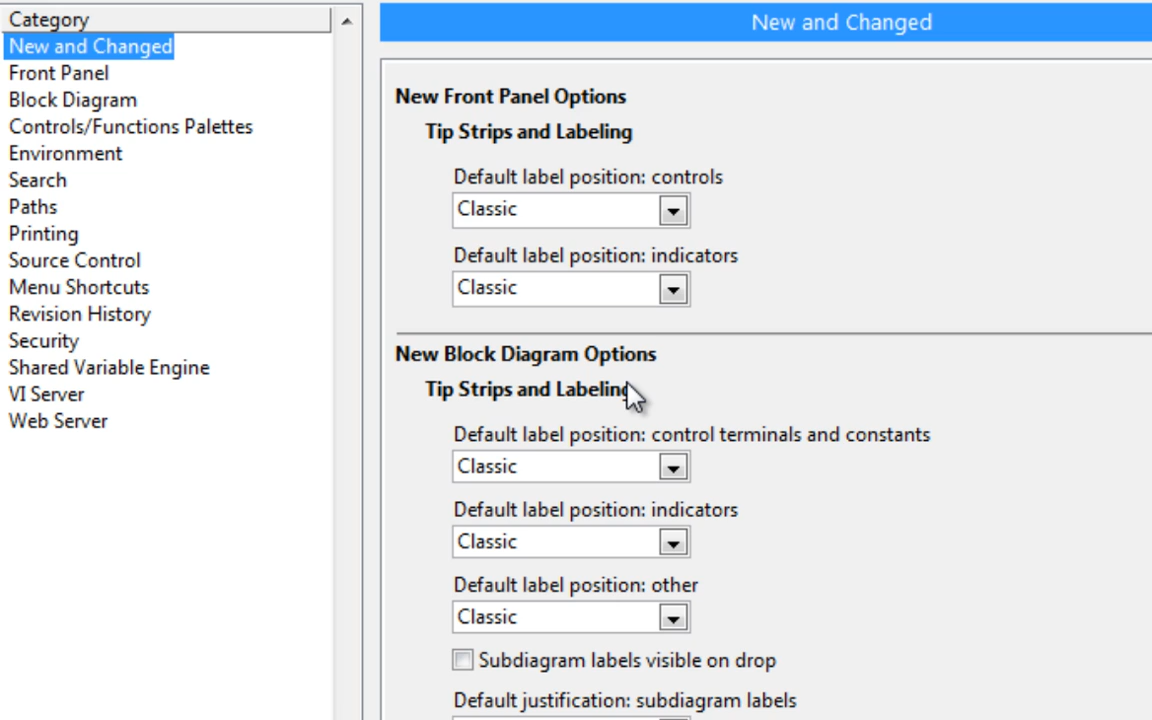 Category
New and Changed
Front Panel
Block Diagram
Controls/Functions Palettes
Environment
Search
Paths
Printing
Source Control
Menu Shortcuts
Revision History
Security
Shared Variable Engine
VI Server
Web Server
New and Changed
New Front Panel Options
Tip Strips and Labeling
Default label position: controls
Classic
Default label position: indicators
Classic
New Block Diagram Options
Tip Strips and Labeling
Default label position: control terminals and constants
Classic
Default label position: indicators
Classic
Default label position: other
Classic
Subdiagram labels visible on drop
Default justification: subdiagram labels